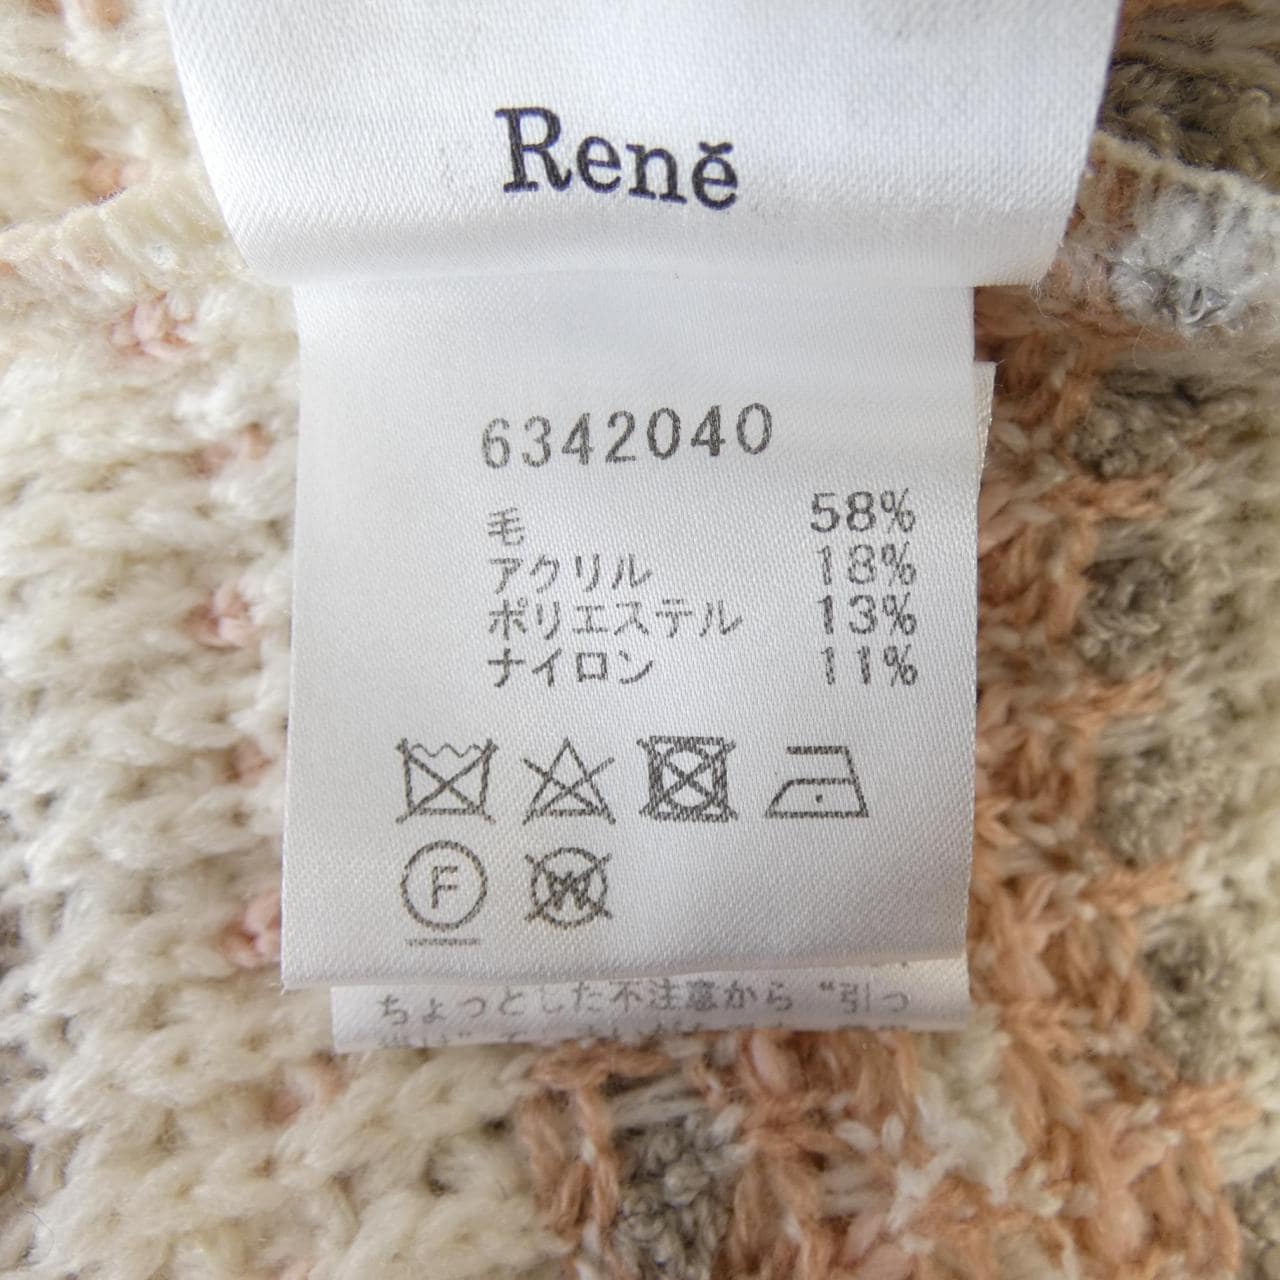 Renĕ
6342040
毛 58%
アクリル 18%
ポリエステル 13%
ナイロン 11%
F
W
ちょっとした不注意から“引っ